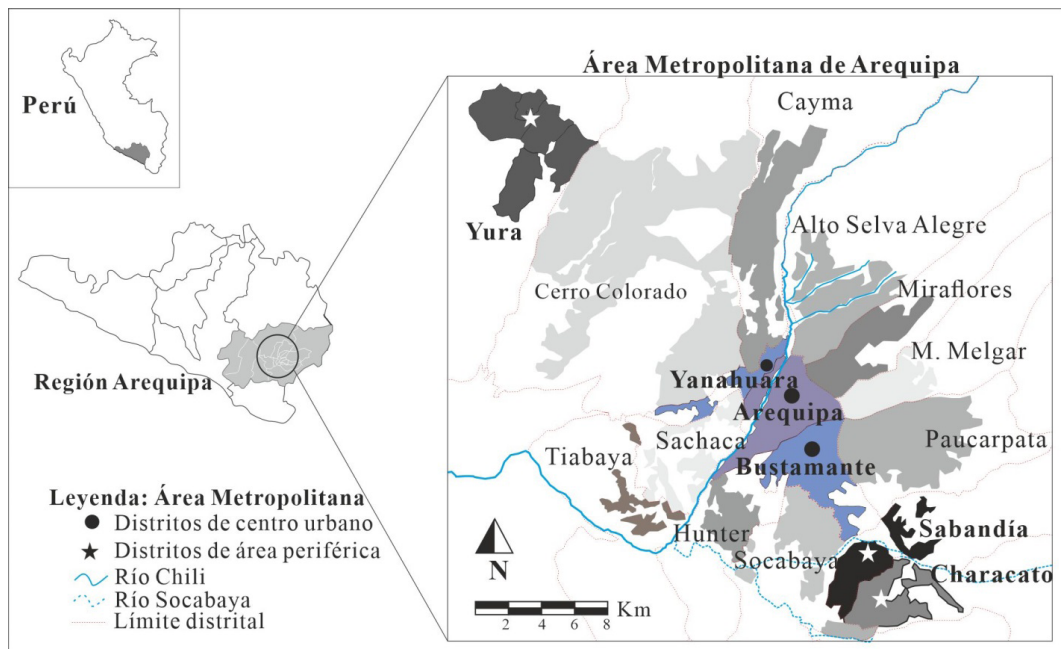 Perú
Región Arequipa
Área Metropolitana de Arequipa
Cayma
Yura
Alto Selva Alegre
Cerro Colorado
Miraflores
M. Melgar
Yanahuara
Arequipa
Sachaca
Paucarpata
Tiabaya
Bustamante
Hunter
Socabaya
Sabandía
Characato
N
Km
2 4 6 8
Leyenda: Área Metropolitana
Distritos de centro urbano
Distritos de área periférica
Río Chili
Río Socabaya
Límite distrital